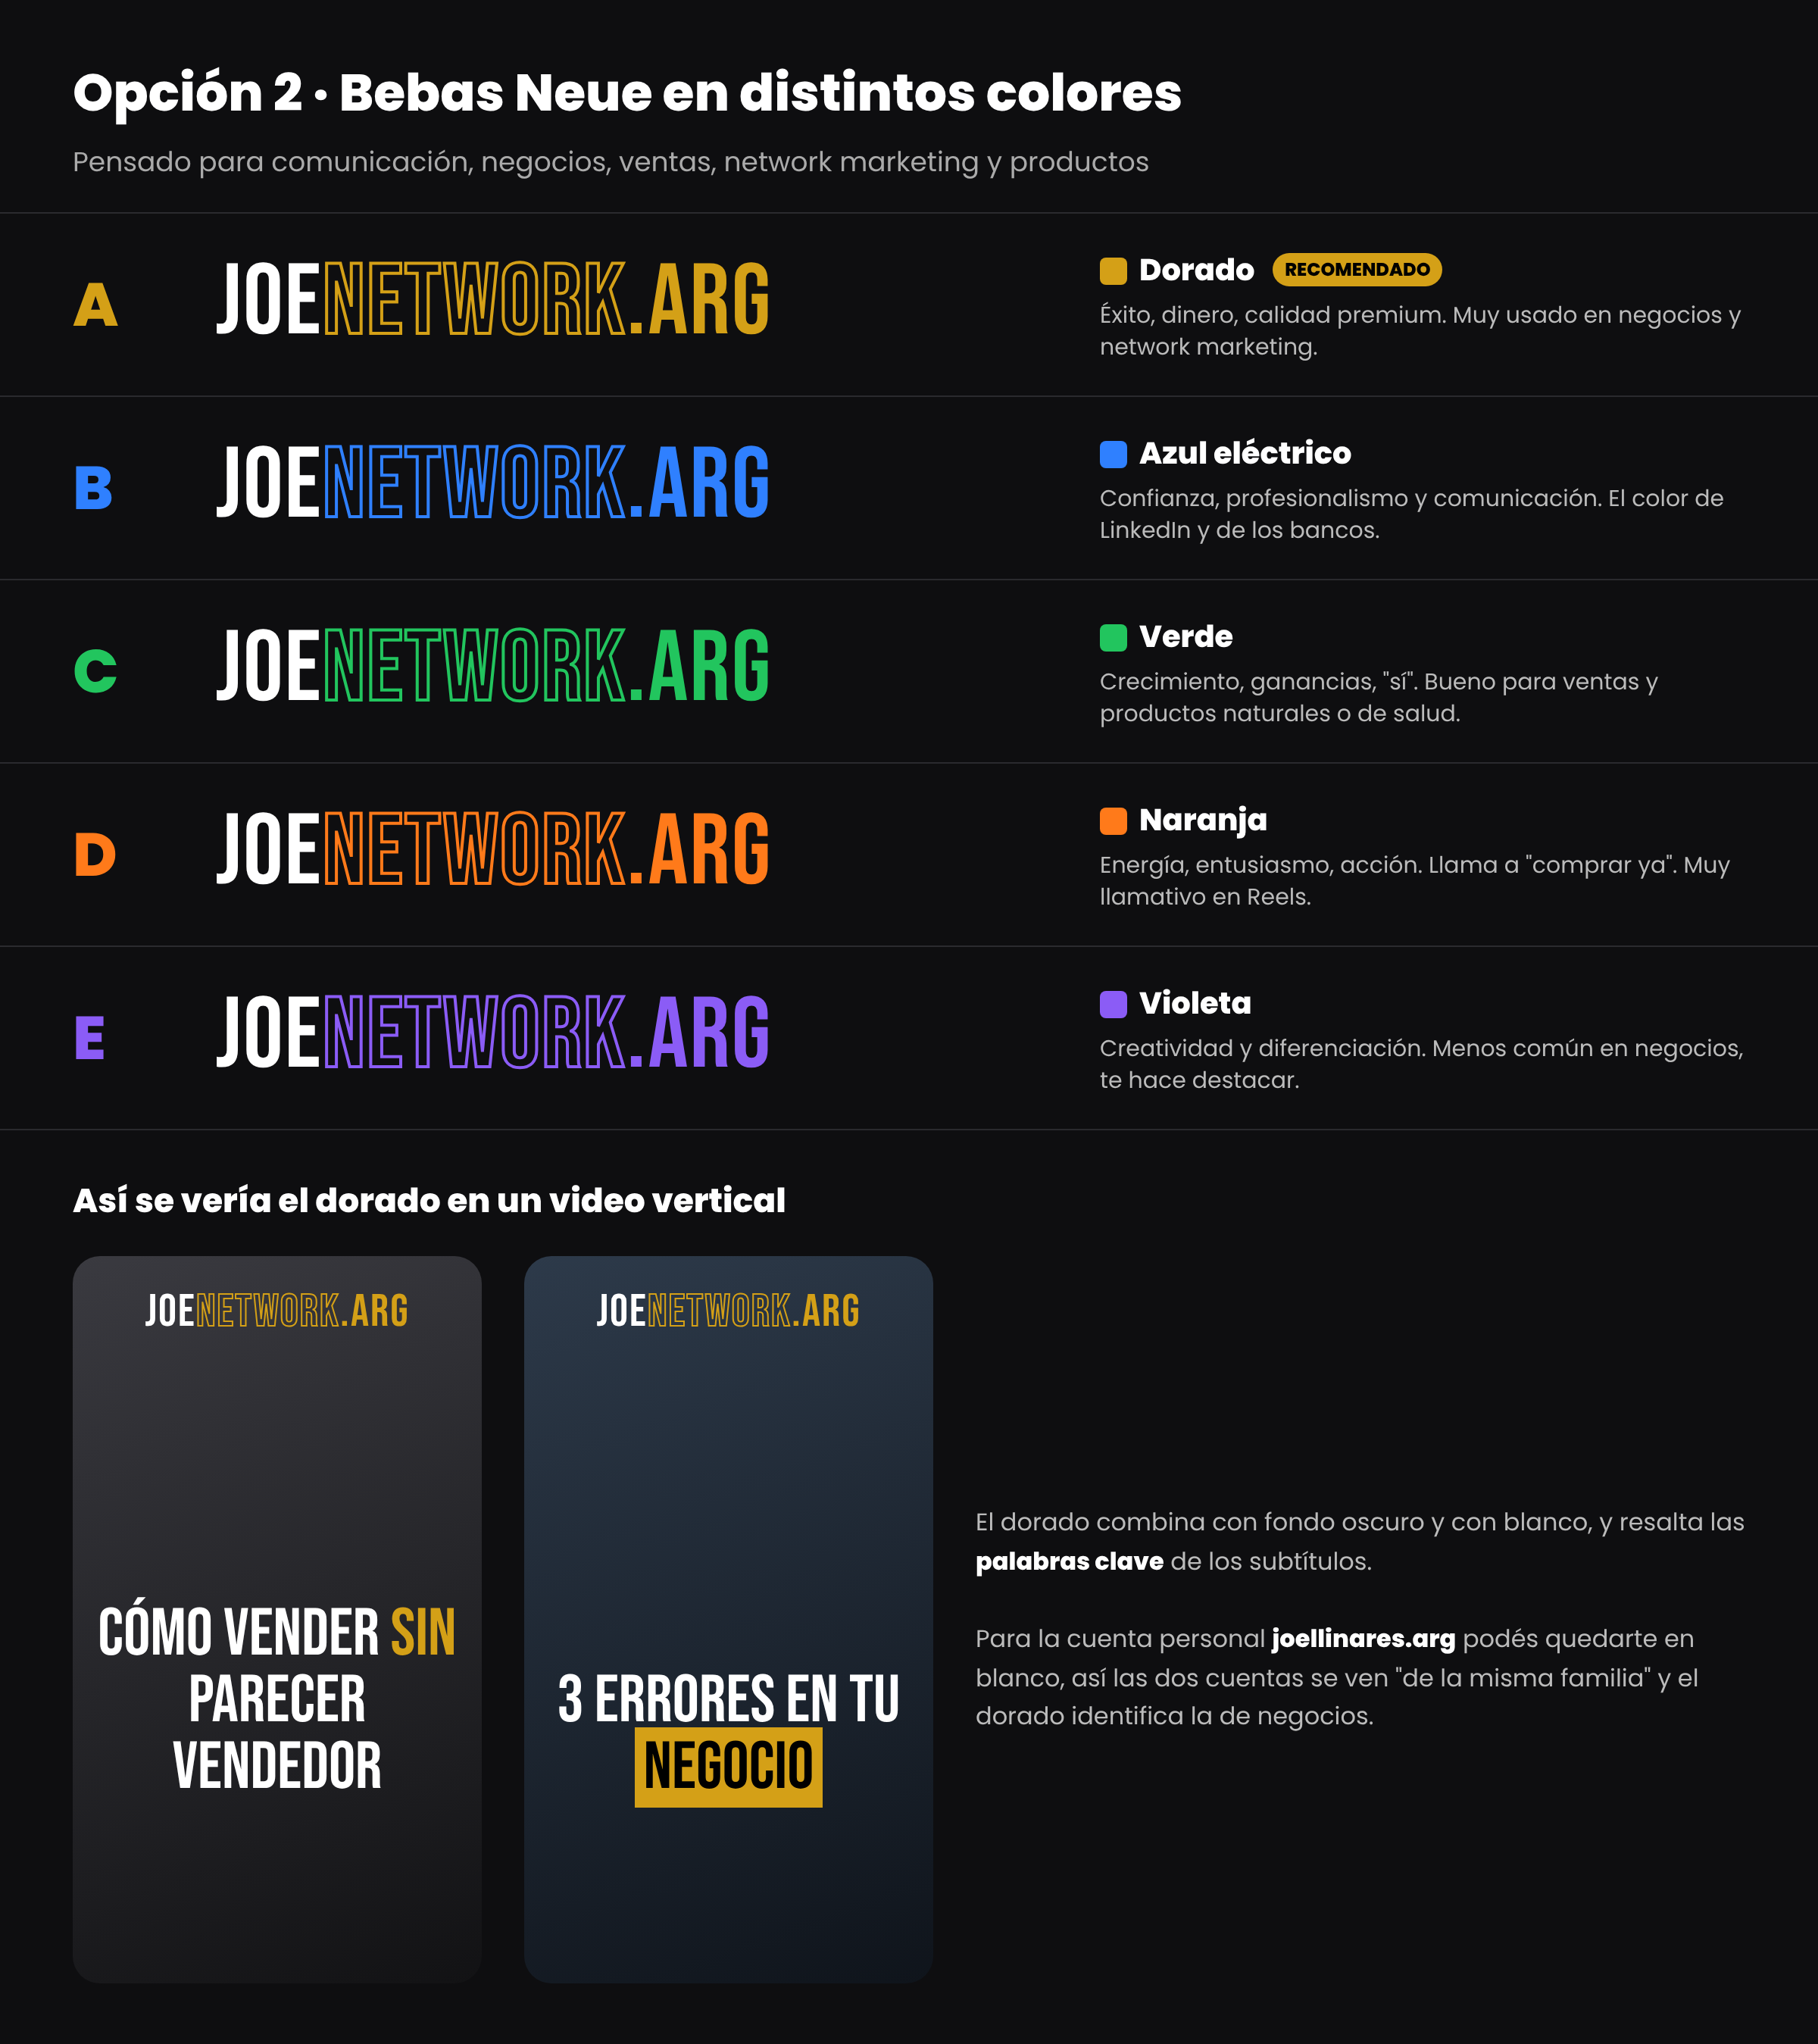 Opción 2 · Bebas Neue en distintos colores
Pensado para comunicación, negocios, ventas, network marketing y productos
A
JOENETWORK.ARG
Dorado RECOMENDADO
Éxito, dinero, calidad premium. Muy usado en negocios y
network marketing.
B
JOENETWORK.ARG
Azul eléctrico
Confianza, profesionalismo y comunicación. El color de
LinkedIn y de los bancos.
C
JOENETWORK.ARG
Verde
Crecimiento, ganancias, "sí". Bueno para ventas y
productos naturales o de salud.
D
JOENETWORK.ARG
Naranja
Energía, entusiasmo, acción. Llama a "comprar ya". Muy
llamativo en Reels.
E
JOENETWORK.ARG
Violeta
Creatividad y diferenciación. Menos común en negocios,
te hace destacar.
Así se vería el dorado en un video vertical
JOENETWORK.ARG
CÓMO VENDER SIN
PARECER
VENDEDOR
JOENETWORK.ARG
3 ERRORES EN TU
NEGOCIO
El dorado combina con fondo oscuro y con blanco, y resalta las
palabras clave de los subtítulos.
Para la cuenta personal joellinares.arg podés quedarte en
blanco, así las dos cuentas se ven "de la misma familia" y el
dorado identifica la de negocios.